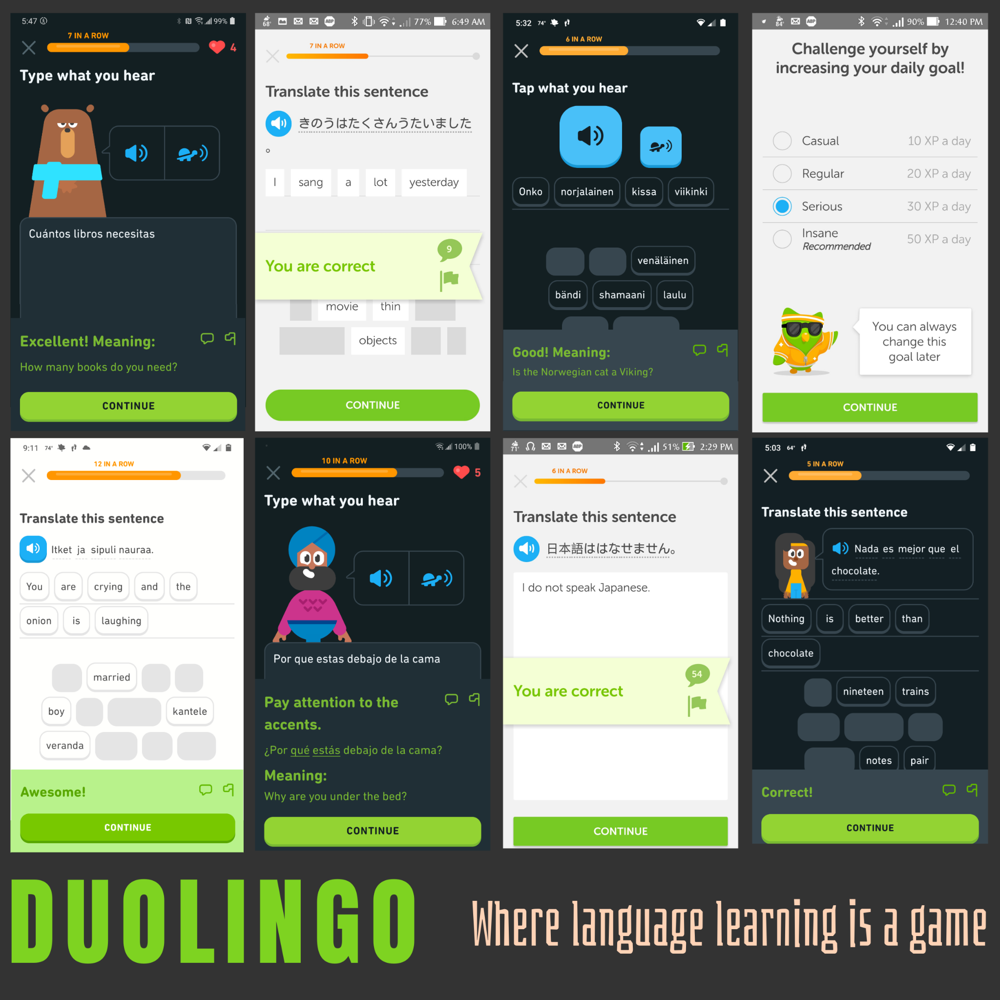 5:47
99%
7 IN A ROW
4
Type what you hear
Cuántos libros necesitas
Excellent! Meaning:
How many books do you need?
CONTINUE
68°
ABP
77%
6:49 AM
7 IN A ROW
Translate this sentence
きのうはたくさんうたいました
。
I sang a lot yesterday
You are correct
9
movie thin
objects
CONTINUE
5:32 74°
6 IN A ROW
Tap what you hear
Onko norjalainen kissa viikinki
venäläinen
bändi shamaani laulu
Good! Meaning:
Is the Norwegian cat a Viking?
CONTINUE
84°
ABP
90%
12:40 PM
Challenge yourself by
increasing your daily goal!
Casual 10 XP a day
Regular 20 XP a day
Serious 30 XP a day
Insane
Recommended
50 XP a day
You can always
change this
goal later
CONTINUE
9:11 74°
12 IN A ROW
Translate this sentence
Itket ja sipuli nauraa.
You are crying and the
onion is laughing
married
boy kantele
veranda
Awesome!
CONTINUE
100%
10 IN A ROW
5
Type what you hear
Por que estas debajo de la cama
Pay attention to the
accents.
¿Por qué estás debajo de la cama?
Meaning:
Why are you under the bed?
CONTINUE
71°
ABP
51%
2:29 PM
6 IN A ROW
Translate this sentence
日本語ははなせません。
I do not speak Japanese.
You are correct
54
CONTINUE
5:03 64°
5 IN A ROW
Translate this sentence
Nada es mejor que el
chocolate.
Nothing is better than
chocolate
nineteen trains
notes pair
Correct!
CONTINUE
DUOLINGO
Where language learning is a game